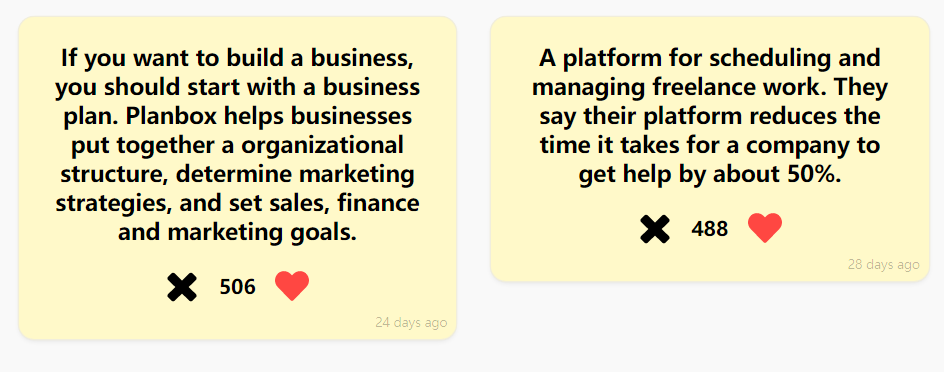 If you want to build a business,
you should start with a business
plan. Planbox helps businesses
put together a organizational
structure, determine marketing
strategies, and set sales, finance
and marketing goals.
506
24 days ago
A platform for scheduling and
managing freelance work. They
say their platform reduces the
time it takes for a company to
get help by about 50%.
488
28 days ago